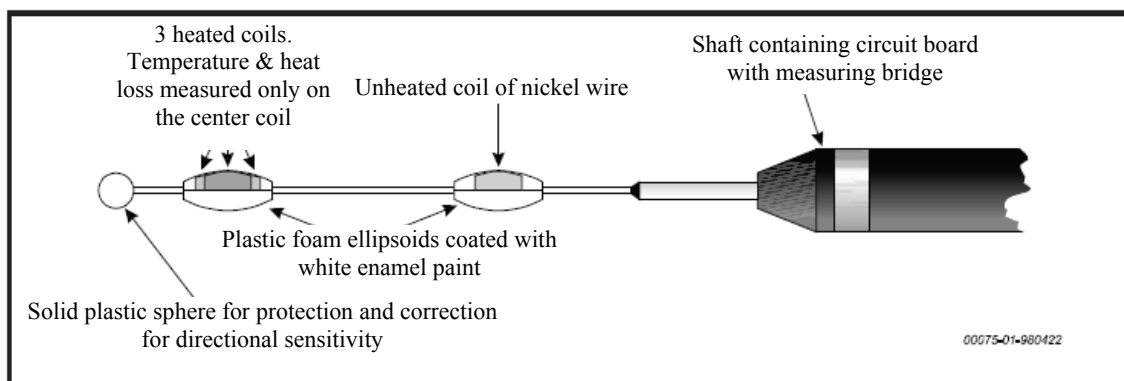 3 heated coils.
Temperature & heat
loss measured only on
the center coil
Unheated coil of nickel wire
Shaft containing circuit board
with measuring bridge
Plastic foam ellipsoids coated with
white enamel paint
Solid plastic sphere for protection and correction
for directional sensitivity
00075-01-980422